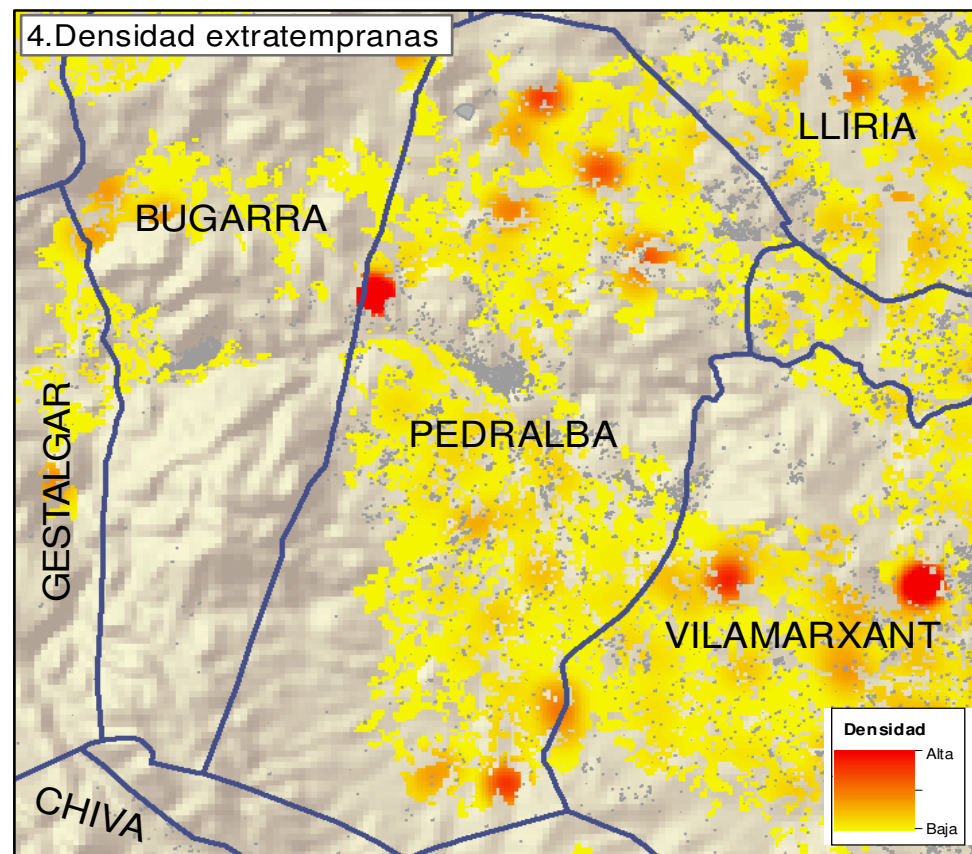 4.Densidad extratempranas
LLIRIA
BUGARRA
GESTALGAR
PEDRALBA
VILAMARXANT
CHIVA
Densidad
Alta
Baja